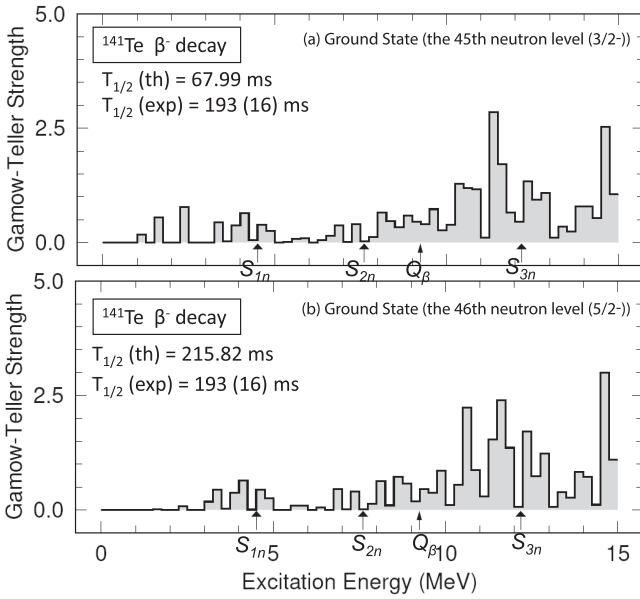 5.0
¹⁴¹Te β⁻ decay
(a) Ground State (the 45th neutron level (3/2-))
T₁/₂ (th) = 67.99 ms
T₁/₂ (exp) = 193 (16) ms
2.5
Gamow-Teller Strength
0.0
S₁ₙ
S₂ₙ
Qᵦ
S₃ₙ
5.0
¹⁴¹Te β⁻ decay
(b) Ground State (the 46th neutron level (5/2-))
T₁/₂ (th) = 215.82 ms
T₁/₂ (exp) = 193 (16) ms
2.5
Gamow-Teller Strength
0.0
S₁ₙ
S₂ₙ
Qᵦ
S₃ₙ
0 5 10 15
Excitation Energy (MeV)